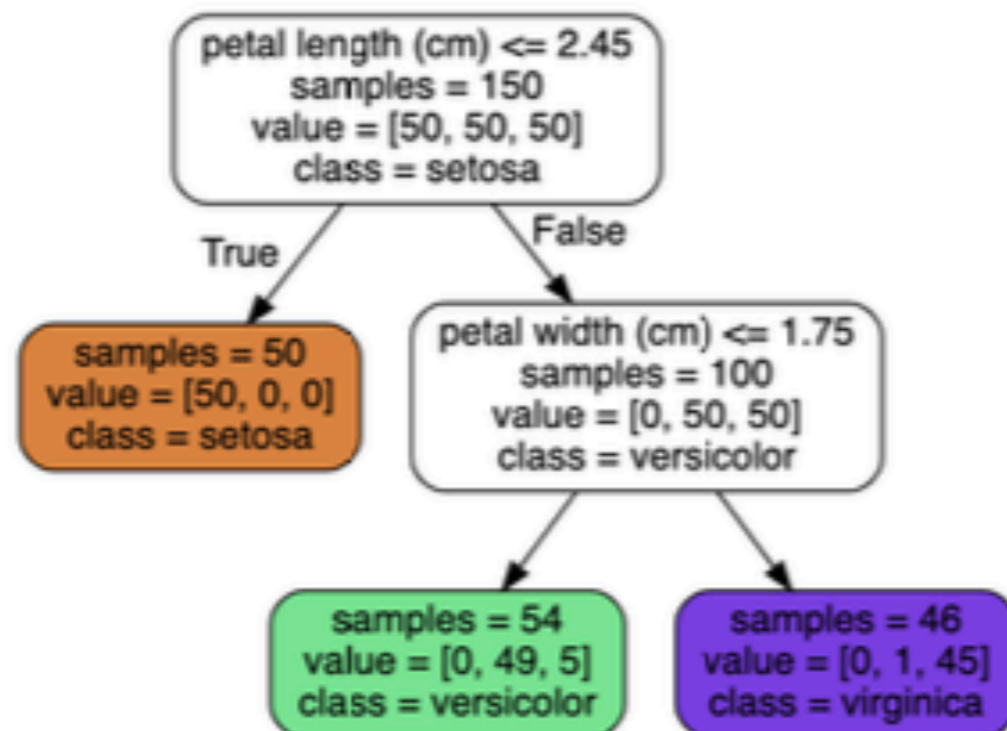 petal length (cm) <= 2.45
samples = 150
value = [50, 50, 50]
class = setosa
True
False
samples = 50
value = [50, 0, 0]
class = setosa
petal width (cm) <= 1.75
samples = 100
value = [0, 50, 50]
class = versicolor
samples = 54
value = [0, 49, 5]
class = versicolor
samples = 46
value = [0, 1, 45]
class = virginica